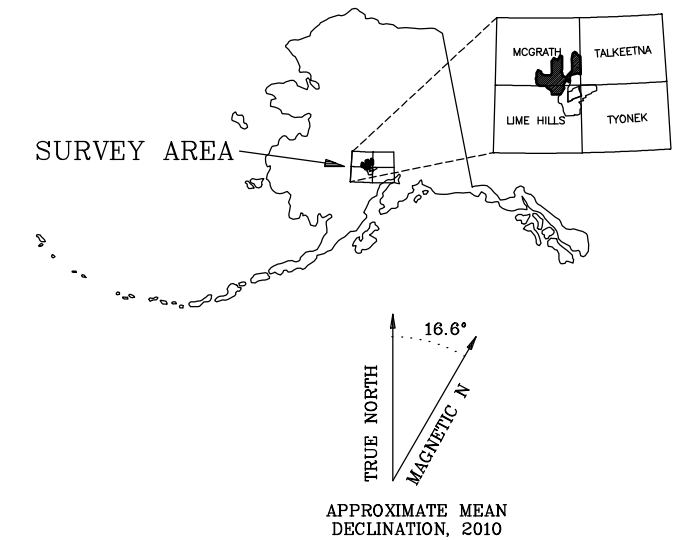 MCGRATH
TALKEETNA
LIME HILLS
TYONEK
SURVEY AREA
16.6°
TRUE NORTH
MAGNETIC N
APPROXIMATE MEAN
DECLINATION, 2010